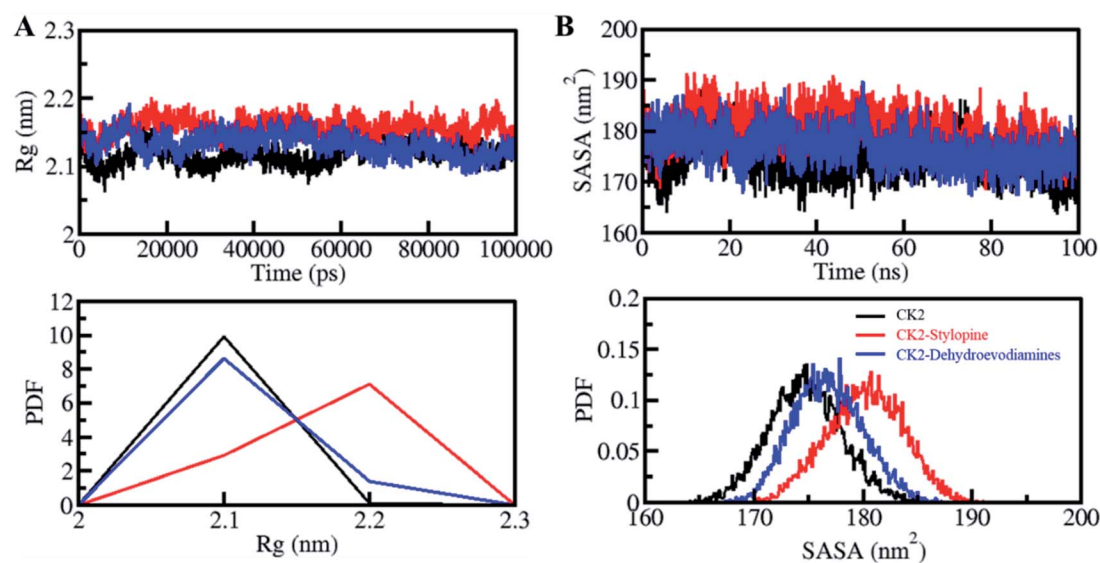 A
2.3
2.2
2.1
2
Rg (nm)
0 20000 40000 60000 80000 100000
Time (ps)
12
10
8
6
4
2
0
PDF
2 2.1 2.2 2.3
Rg (nm)
B
200
190
180
170
160
SASA (nm²)
0 20 40 60 80 100
Time (ns)
0.2
0.15
0.1
0.05
0
PDF
CK2
CK2-Stylopine
CK2-Dehydroevodiamines
160 170 180 190 200
SASA (nm²)